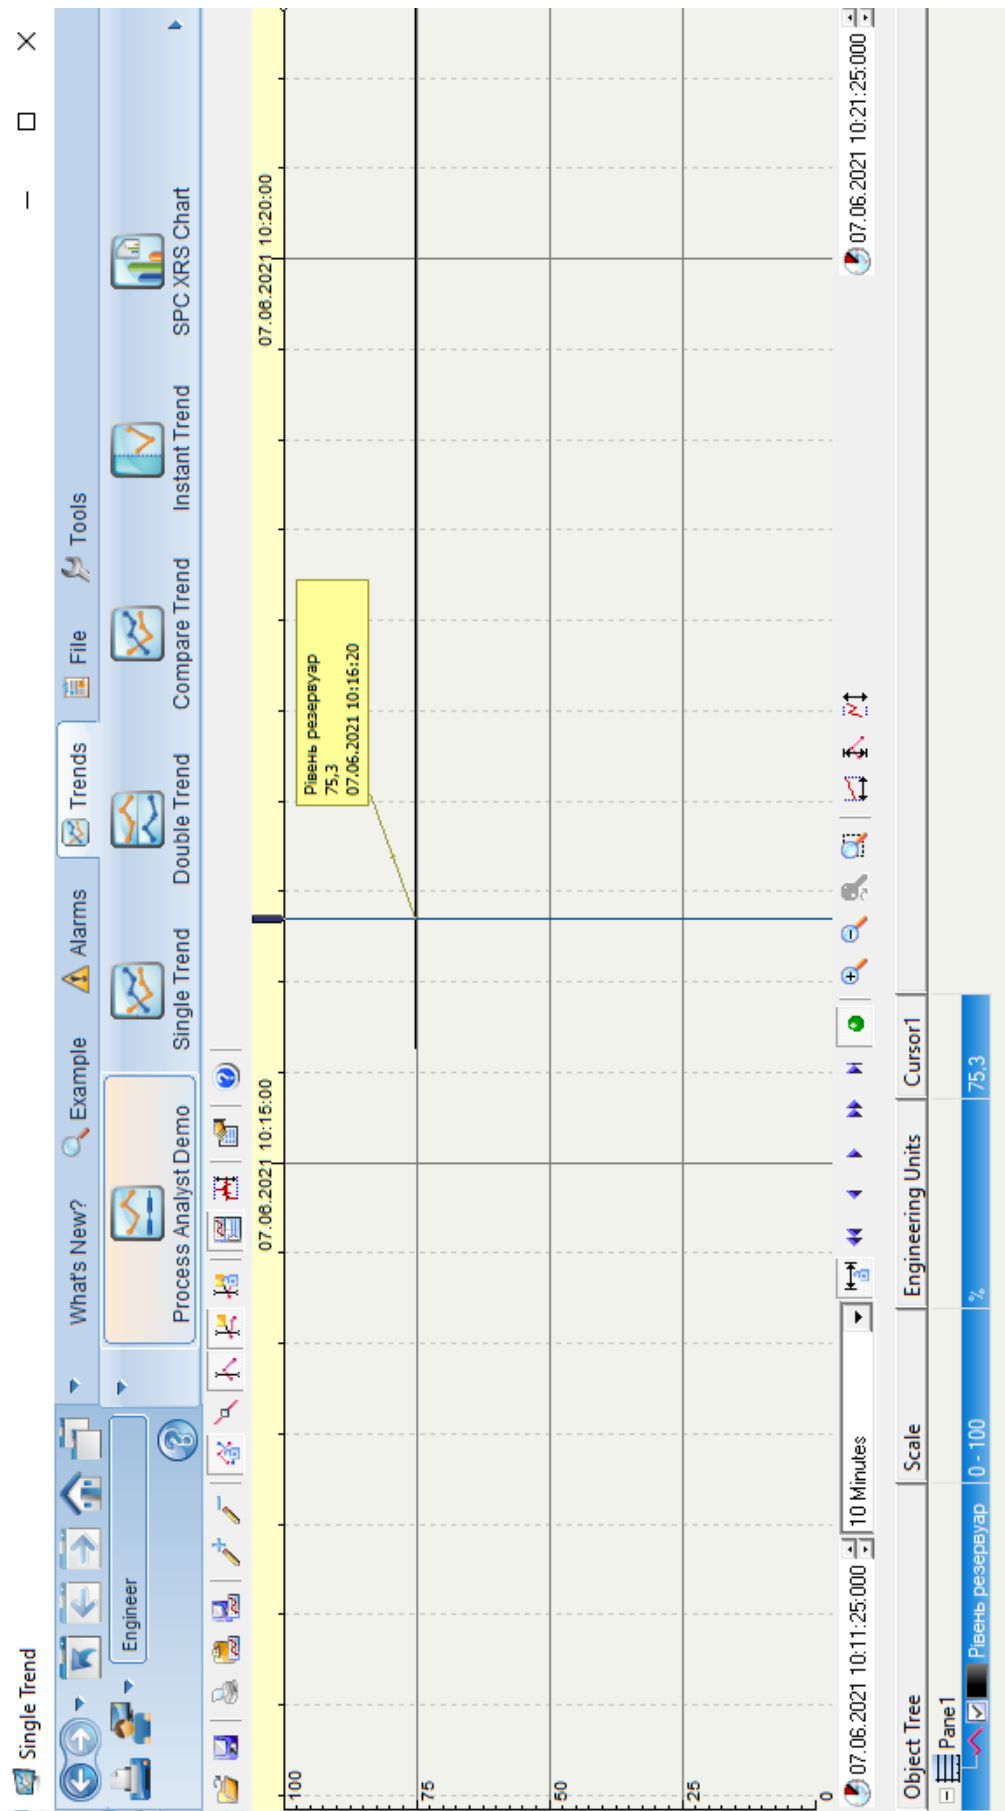 Single Trend
What's New?
Example
Alarms
Trends
File
Tools
Engineer
Process Analyst Demo
Single Trend
Double Trend
Compare Trend
Instant Trend
SPC XRS Chart
07.06.2021 10:15:00
07.06.2021 10:20:00
100
75
50
25
0
Рівень резервуар
75,3
07.06.2021 10:16:20
07.06.2021 10:11:25:000
10 Minutes
07.06.2021 10:21:25:000
Object Tree Scale Engineering Units Cursor1
Pane1
Рівень резервуар 0 - 100 % 75,3